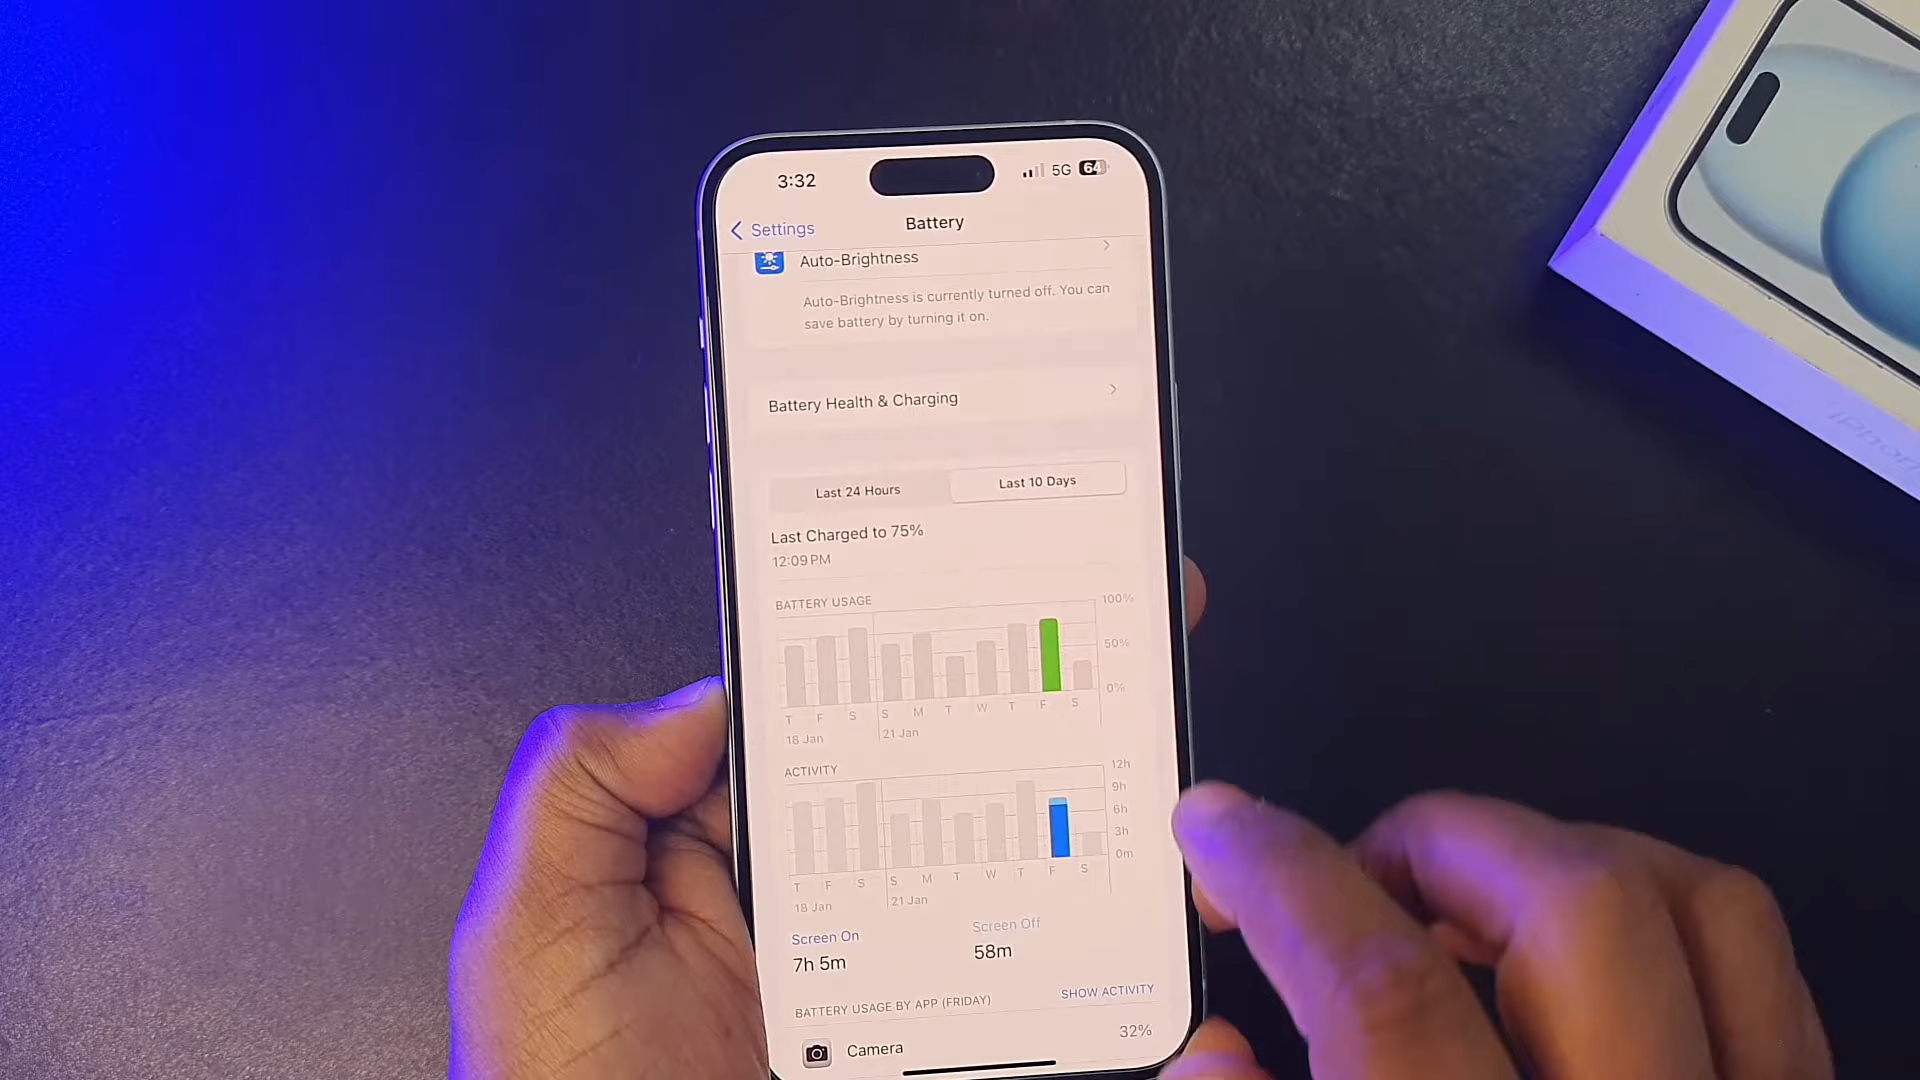 3:32
5G 64
Settings
Battery
Auto-Brightness
Auto-Brightness is currently turned off. You can
save battery by turning it on.
Battery Health & Charging
Last 24 Hours
Last 10 Days
Last Charged to 75%
12:09 PM
BATTERY USAGE
100%
50%
0%
T F S S M T W T F S
18 Jan
21 Jan
ACTIVITY
12h
9h
6h
3h
0m
T F S S M T W T F S
18 Jan
21 Jan
Screen On
Screen Off
7h 5m
58m
BATTERY USAGE BY APP (FRIDAY)
SHOW ACTIVITY
Camera
32%
iPhon